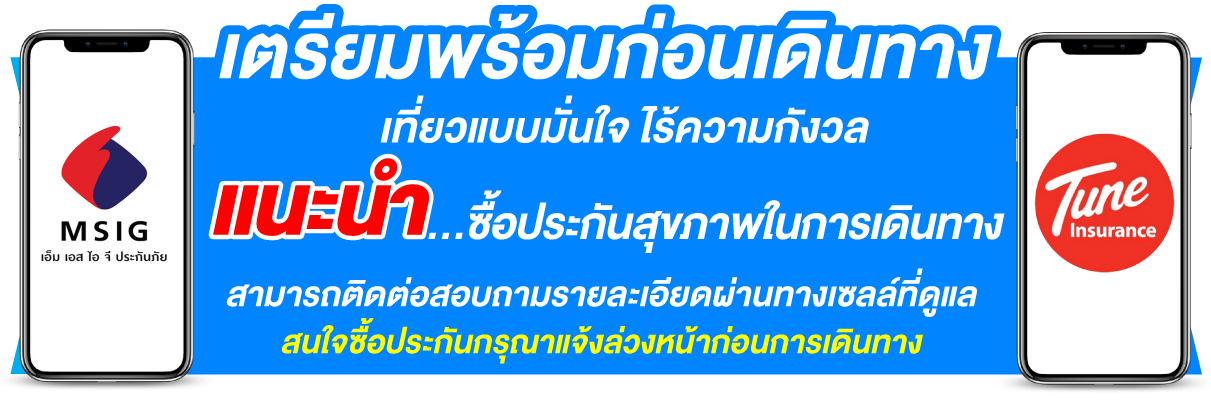 เตรียมพร้อมก่อนเดินทาง
เที่ยวแบบมั่นใจ ไร้ความกังวล
แนะนำ...ซื้อประกันสุขภาพในการเดินทาง
สามารถติดต่อสอบถามรายละเอียดผ่านทางเซลล์ที่ดูแล
สนใจซื้อประกันกรุณาแจ้งล่วงหน้าก่อนการเดินทาง
MSIG
เอ็ม เอส ไอ จี ประกันภัย
Tune
Insurance